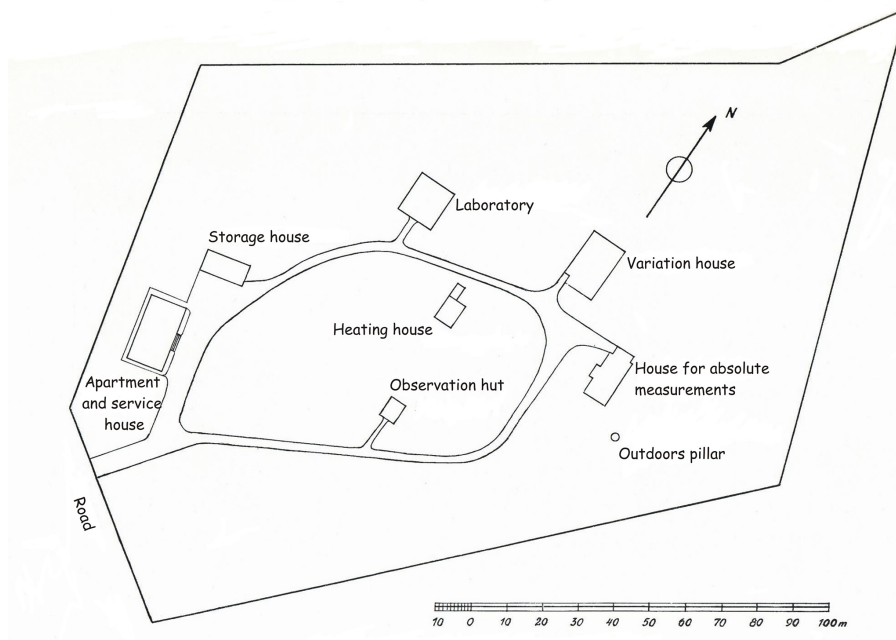 N
Laboratory
Storage house
Variation house
Heating house
House for absolute
measurements
Apartment
and service
house
Observation hut
Outdoors pillar
Road
10 0 10 20 30 40 50 60 70 80 90 100m